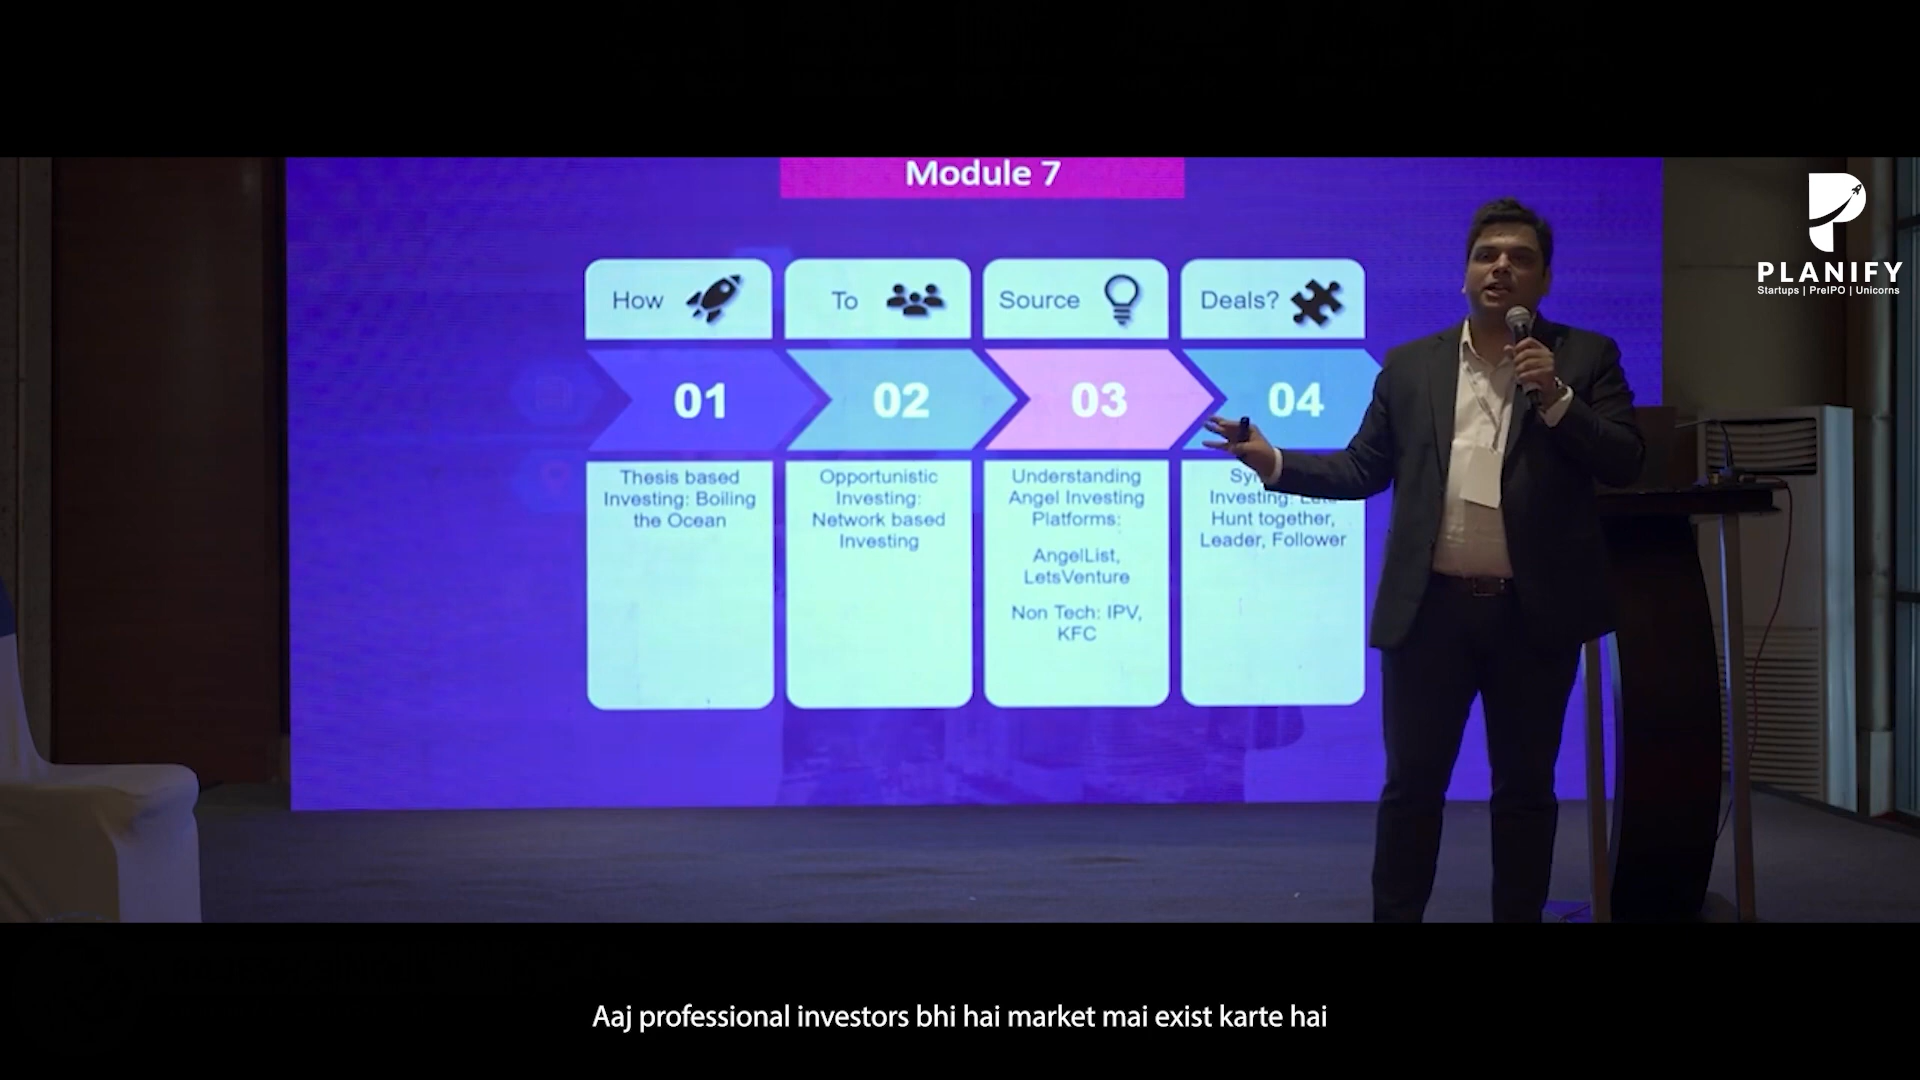 Module 7
How
To
Source
Deals?
01
02
03
04
Thesis based
Investing: Boiling
the Ocean
Opportunistic
Investing:
Network based
Investing
Understanding
Angel Investing
Platforms:
AngelList,
LetsVenture
Non Tech: IPV,
KFC
Investing:
Hunt together,
Leader, Follower
PLANIFY
Startups | PreIPO | Unicorns
Aaj professional investors bhi hai market mai exist karte hai